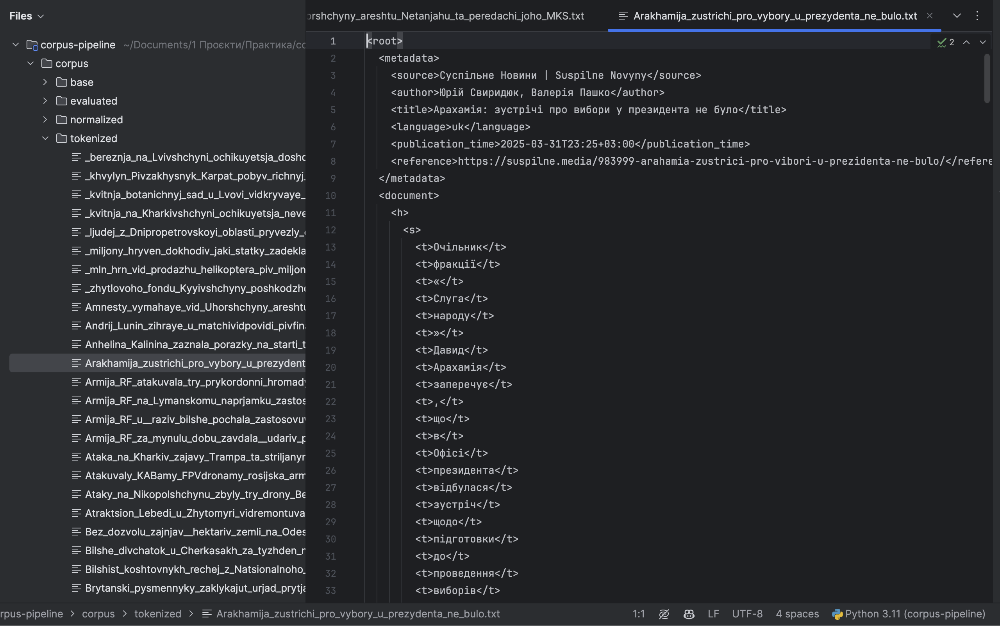 Files
corpus-pipeline ~/Documents/1 Проєкти/Практика/co
corpus
base
evaluated
normalized
tokenized
_bereznja_na_Lvivshchyni_ochikuyetsja_doshc
_khvylyn_Pivzakhysnyk_Karpat_pobyv_richnyj_
_kvitnja_botanichnyj_sad_u_Lvovi_vidkryvaye_
_kvitnja_na_Kharkivshchyni_ochikuyetsja_neve
_ljudej_z_Dnipropetrovskoyi_oblasti_pryvezly_
_miljony_hryven_dokhodiv_jaki_statky_zadekla
_mln_hrn_vid_prodazhu_helikoptera_piv_miljon
_zhytlovoho_fondu_Kyyivshchyny_poshkodzhe
Amnesty_vymahaye_vid_Uhorshchyny_areshtu
Andrij_Lunin_zihraye_u_matchividpovidi_pivfina
Anhelina_Kalinina_zaznala_porazky_na_starti_t
Arakhamija_zustrichi_pro_vybory_u_prezydent
Armija_RF_atakuvala_try_prykordonni_hromady
Armija_RF_na_Lymanskomu_naprjamku_zastos
Armija_RF_u__raziv_bilshe_pochala_zastosovuv
Armija_RF_za_mynulu_dobu_zavdala__udariv_p
Ataka_na_Kharkiv_zajavy_Trampa_ta_striljanyn
Atakuvaly_KABamy_FPVdronamy_rosijska_arm
Ataky_na_Nikopolshchynu_zbyly_try_drony_Be
Atraktsion_Lebedi_u_Zhytomyri_vidremontuva
Bez_dozvolu_zajnjav__hektariv_zemli_na_Odes
Bilshe_divchatok_u_Cherkasakh_za_tyzhden_n
Bilshist_koshtovnykh_rechej_z_Natsionalnoho_
Brytanski_pysmennyky_zaklykajut_urjad_prytja
orshchyny_areshtu_Netanjahu_ta_peredachi_joho_MKS.txt
Arakhamija_zustrichi_pro_vybory_u_prezydenta_ne_bulo.txt
2
1 <root>
2 <metadata>
3 <source>Суспільне Новини | Suspilne Novyny</source>
4 <author>Юрій Свиридюк, Валерія Пашко</author>
5 <title>Арахамія: зустрічі про вибори у президента не було</title>
6 <language>uk</language>
7 <publication_time>2025-03-31T23:25+03:00</publication_time>
8 <reference>https://suspilne.media/983999-arahamia-zustrici-pro-vibori-u-prezidenta-ne-bulo/</refere
9 </metadata>
10 <document>
11 <h>
12 <s>
13 <t>Очільник</t>
14 <t>фракції</t>
15 <t>«</t>
16 <t>Слуга</t>
17 <t>народу</t>
18 <t>»</t>
19 <t>Давид</t>
20 <t>Арахамія</t>
21 <t>заперечує</t>
22 <t>,</t>
23 <t>що</t>
24 <t>в</t>
25 <t>Офісі</t>
26 <t>президента</t>
27 <t>відбулася</t>
28 <t>зустріч</t>
29 <t>щодо</t>
30 <t>підготовки</t>
31 <t>до</t>
32 <t>проведення</t>
33 <t>виборів</t>
rpus-pipeline > corpus > tokenized > Arakhamija_zustrichi_pro_vybory_u_prezydenta_ne_bulo.txt
1:1 LF UTF-8 4 spaces Python 3.11 (corpus-pipeline)